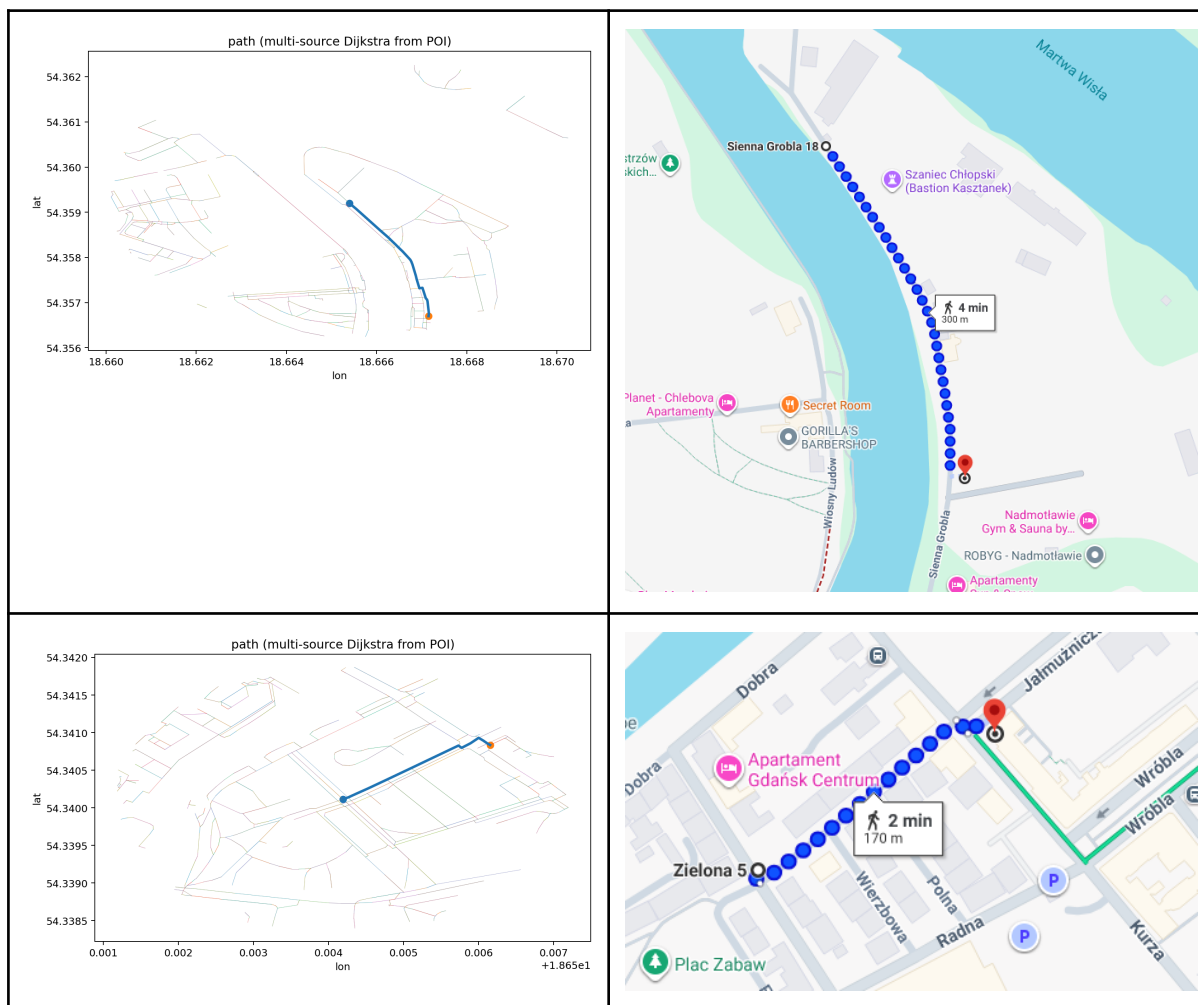 path (multi-source Dijkstra from POI)
54.362
54.361
54.360
54.359
54.358
54.357
54.356
lat
18.660
18.662
18.664
18.666
18.668
18.670
lon
Martwa Wisła
Sienna Grobla 18
strzów
skich...
Szaniec Chłopski
(Bastion Kasztanek)
4 min
300 m
Planet - Chlebova
Apartamenty
Secret Room
GORILLA'S
BARBERSHOP
Wiosny Ludów
Sienna Grobla
Nadmotławie
Gym & Sauna by...
ROBYG - Nadmotławie
Apartamenty
path (multi-source Dijkstra from POI)
54.3420
54.3415
54.3410
54.3405
54.3400
54.3395
54.3390
54.3385
lat
0.001
0.002
0.003
0.004
0.005
0.006
0.007
+1.865e1
lon
Dobra
Jałmużnicz
Dobra
Apartament
Gdańsk Centrum
Wróbla
Wróbla
2 min
170 m
Zielona 5
Wierzbowa
Polna
Radna
P
P
Kurza
Plac Zabaw